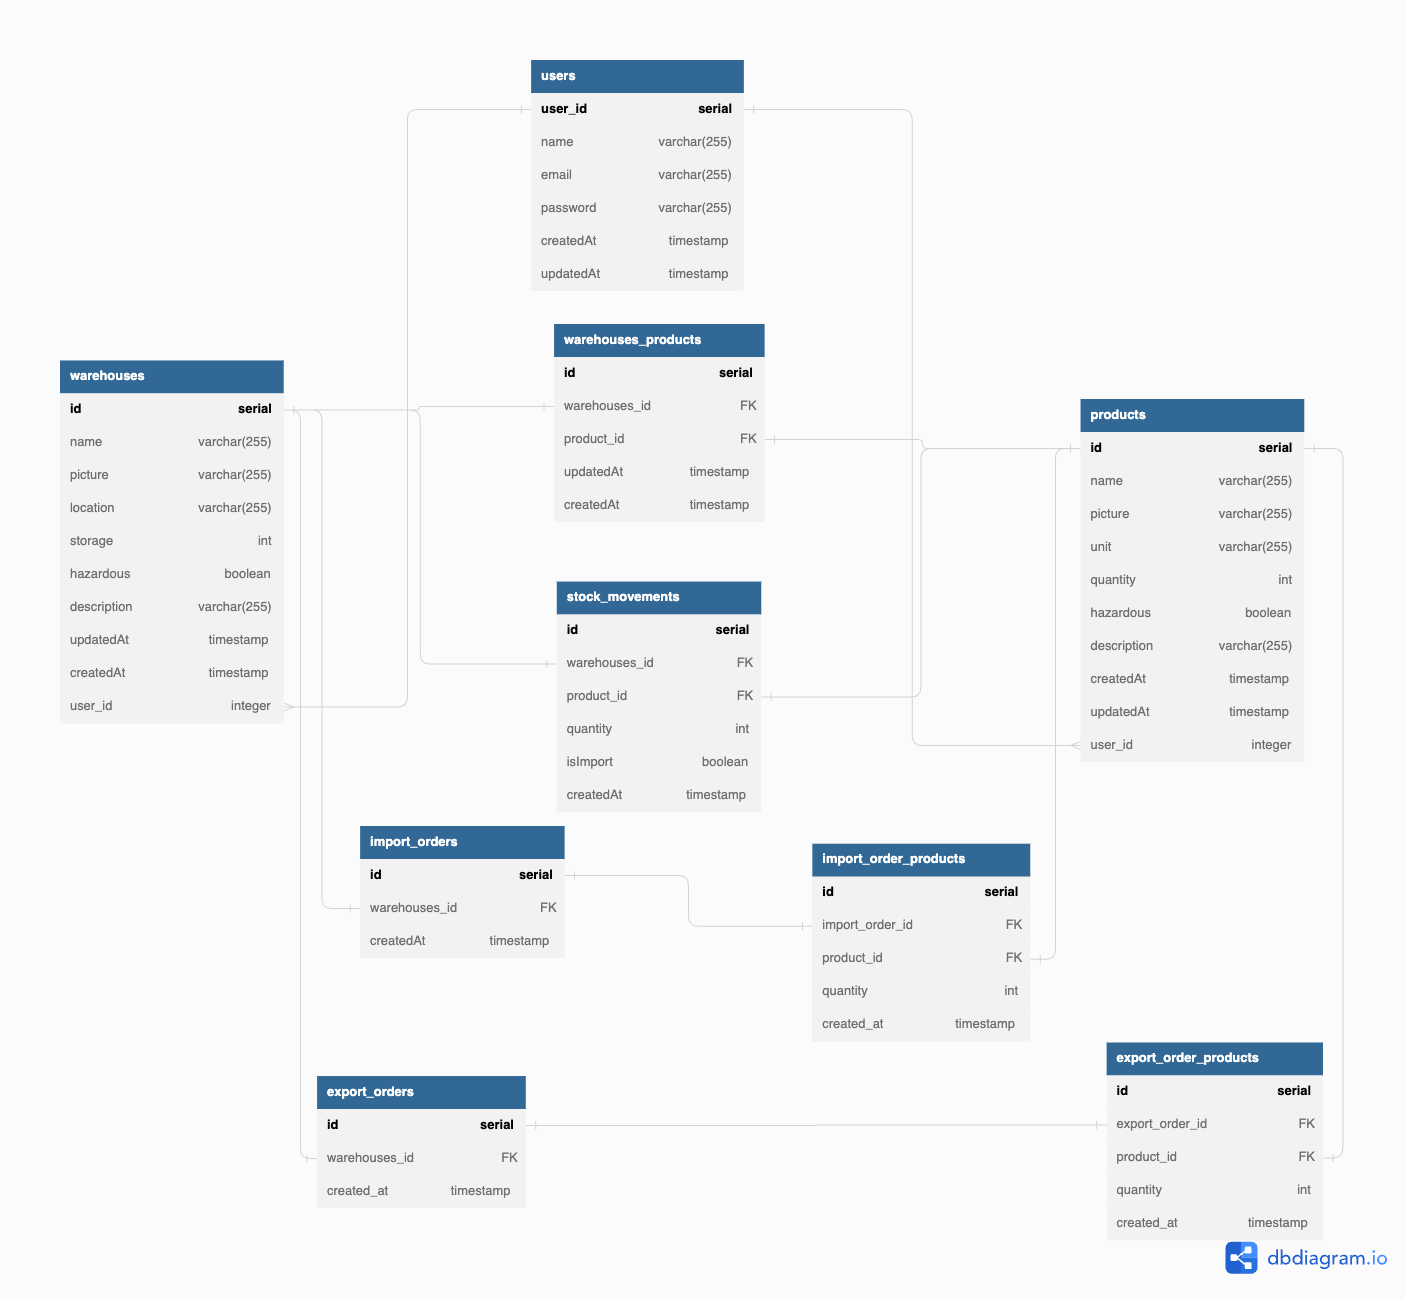 users
user_id serial
name varchar(255)
email varchar(255)
password varchar(255)
createdAt timestamp
updatedAt timestamp
warehouses_products
id serial
warehouses_id FK
product_id FK
updatedAt timestamp
createdAt timestamp
warehouses
id serial
name varchar(255)
picture varchar(255)
location varchar(255)
storage int
hazardous boolean
description varchar(255)
updatedAt timestamp
createdAt timestamp
user_id integer
products
id serial
name varchar(255)
picture varchar(255)
unit varchar(255)
quantity int
hazardous boolean
description varchar(255)
createdAt timestamp
updatedAt timestamp
user_id integer
stock_movements
id serial
warehouses_id FK
product_id FK
quantity int
isImport boolean
createdAt timestamp
import_orders
id serial
warehouses_id FK
createdAt timestamp
import_order_products
id serial
import_order_id FK
product_id FK
quantity int
created_at timestamp
export_orders
id serial
warehouses_id FK
created_at timestamp
export_order_products
id serial
export_order_id FK
product_id FK
quantity int
created_at timestamp
dbdiagram.io